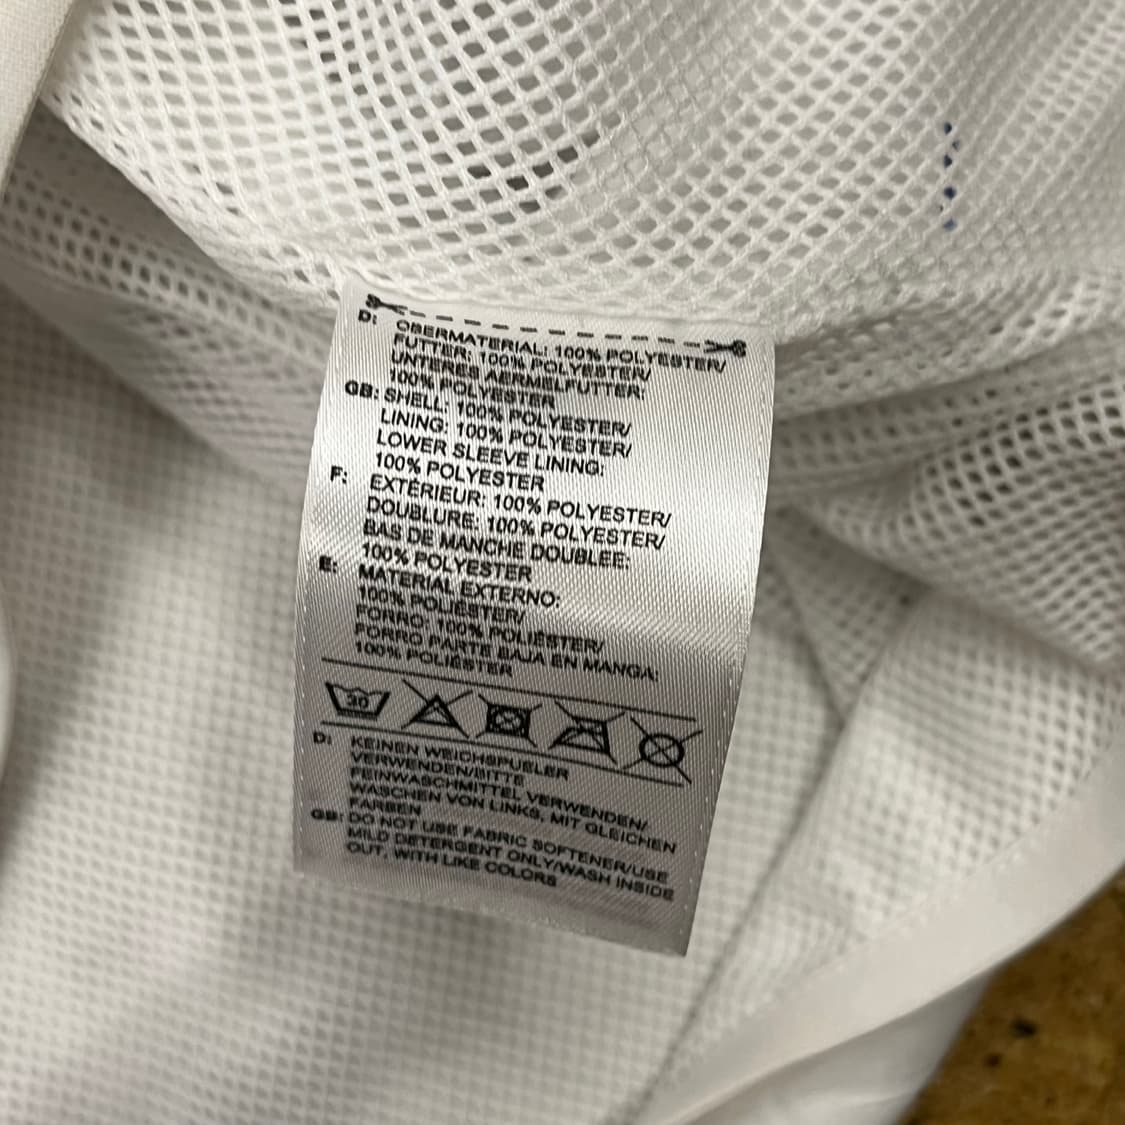 D: OBERMATERIAL: 100% POLYESTER/
FUTTER: 100% POLYESTER/
UNTERES AERMELFUTTER:
100% POLYESTER
GB: SHELL: 100% POLYESTER/
LINING: 100% POLYESTER/
LOWER SLEEVE LINING:
100% POLYESTER
F: EXTÉRIEUR: 100% POLYESTER/
DOUBLURE: 100% POLYESTER/
BAS DE MANCHE DOUBLEE:
100% POLYESTER
E: MATERIAL EXTERNO:
100% POLIÉSTER/
FORRO: 100% POLIÉSTER/
FORRO PARTE BAJA EN MANGA:
100% POLIÉSTER
30
D: KEINEN WEICHSPUELER
VERWENDEN/BITTE
FEINWASCHMITTEL VERWENDEN/
WASCHEN VON LINKS, MIT GLEICHEN
FARBEN
GB: DO NOT USE FABRIC SOFTENER/USE
MILD DETERGENT ONLY/WASH INSIDE
OUT, WITH LIKE COLORS